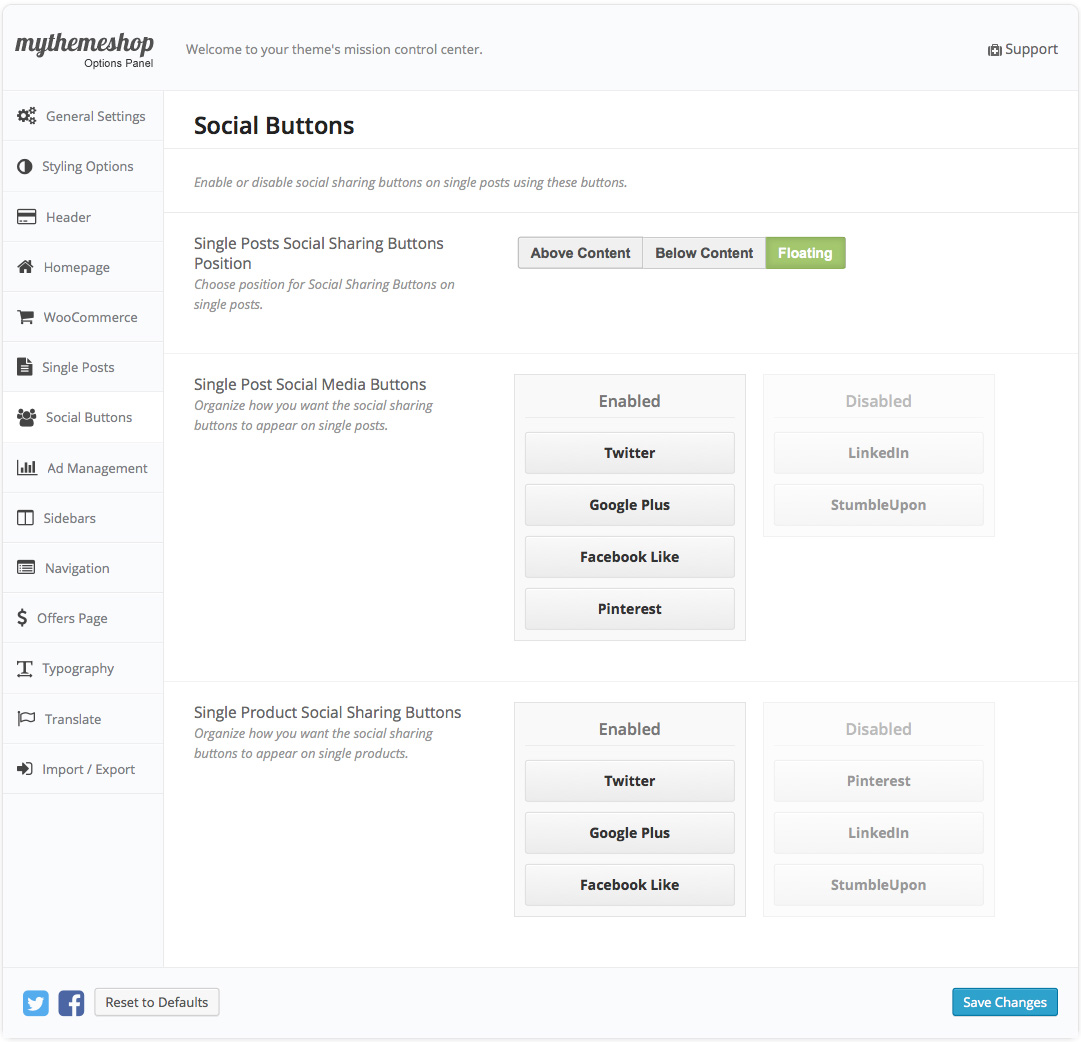 mythemeshop
Options Panel
Welcome to your theme's mission control center.
Support
General Settings
Styling Options
Header
Homepage
WooCommerce
Single Posts
Social Buttons
Ad Management
Sidebars
Navigation
Offers Page
Typography
Translate
Import / Export
Social Buttons
Enable or disable social sharing buttons on single posts using these buttons.
Single Posts Social Sharing Buttons
Position
Choose position for Social Sharing Buttons on
single posts.
Above Content
Below Content
Floating
Single Post Social Media Buttons
Organize how you want the social sharing
buttons to appear on single posts.
Enabled
Twitter
Google Plus
Facebook Like
Pinterest
Disabled
LinkedIn
StumbleUpon
Single Product Social Sharing Buttons
Organize how you want the social sharing
buttons to appear on single products.
Enabled
Twitter
Google Plus
Facebook Like
Disabled
Pinterest
LinkedIn
StumbleUpon
Reset to Defaults
Save Changes